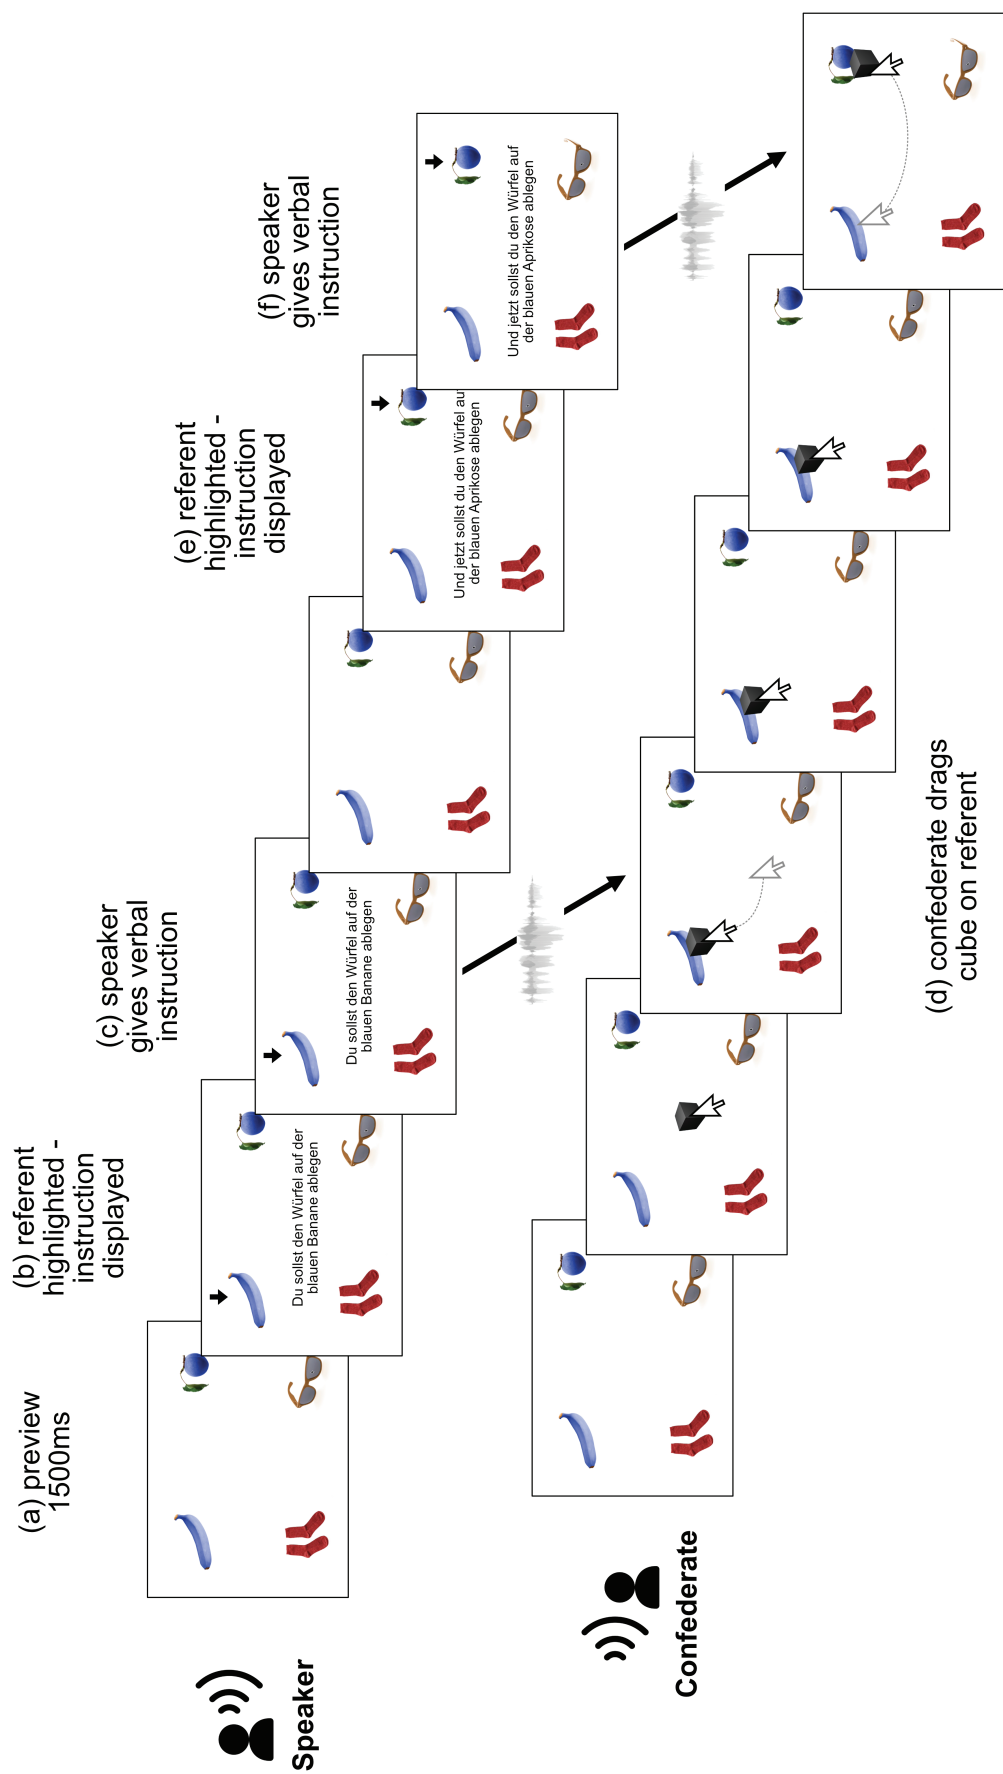 (a) preview
1500ms
(b) referent
highlighted -
instruction
displayed
(c) speaker
gives verbal
instruction
(e) referent
highlighted -
instruction
displayed
(f) speaker
gives verbal
instruction
Speaker
Du sollst den Würfel auf der
blauen Banane ablegen
Du sollst den Würfel auf der
blauen Banane ablegen
Und jetzt sollst du den Würfel auf
der blauen Aprikose ablegen
Und jetzt sollst du den Würfel auf
der blauen Aprikose ablegen
Confederate
(d) confederate drags
cube on referent